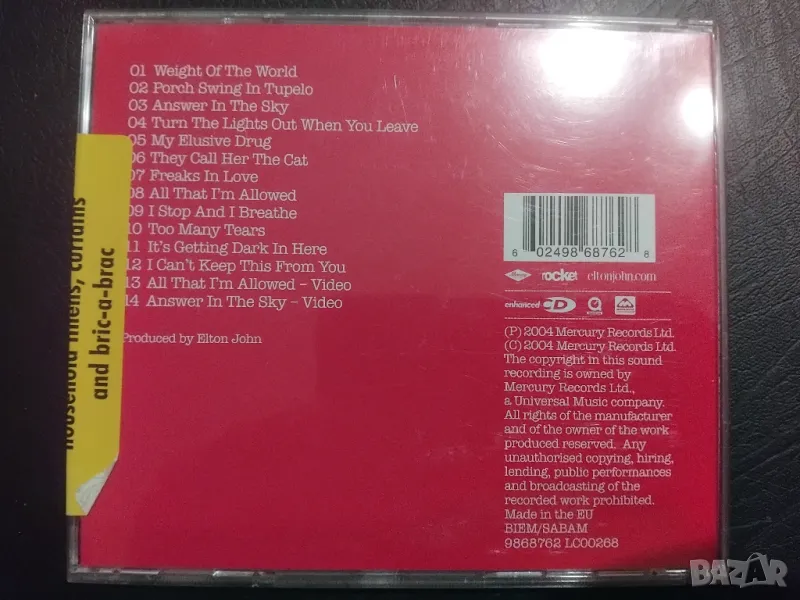 01 Weight Of The World
02 Porch Swing In Tupelo
03 Answer In The Sky
04 Turn The Lights Out When You Leave
05 My Elusive Drug
06 They Call Her The Cat
07 Freaks In Love
08 All That I'm Allowed
09 I Stop And I Breathe
10 Too Many Tears
11 It's Getting Dark In Here
12 I Can't Keep This From You
13 All That I'm Allowed – Video
14 Answer In The Sky – Video
Produced by Elton John
household linens, curtains
and bric-a-brac
6 02498 68762 8
rocket eltonjohn.com
enhanced CD
(P) 2004 Mercury Records Ltd.
(C) 2004 Mercury Records Ltd.
The copyright in this sound
recording is owned by
Mercury Records Ltd.,
a Universal Music company.
All rights of the manufacturer
and of the owner of the work
produced reserved. Any
unauthorised copying, hiring,
lending, public performances
and broadcasting of the
recorded work prohibited.
Made in the EU
BIEM/SABAM
9868762 LC00268
BAZAR